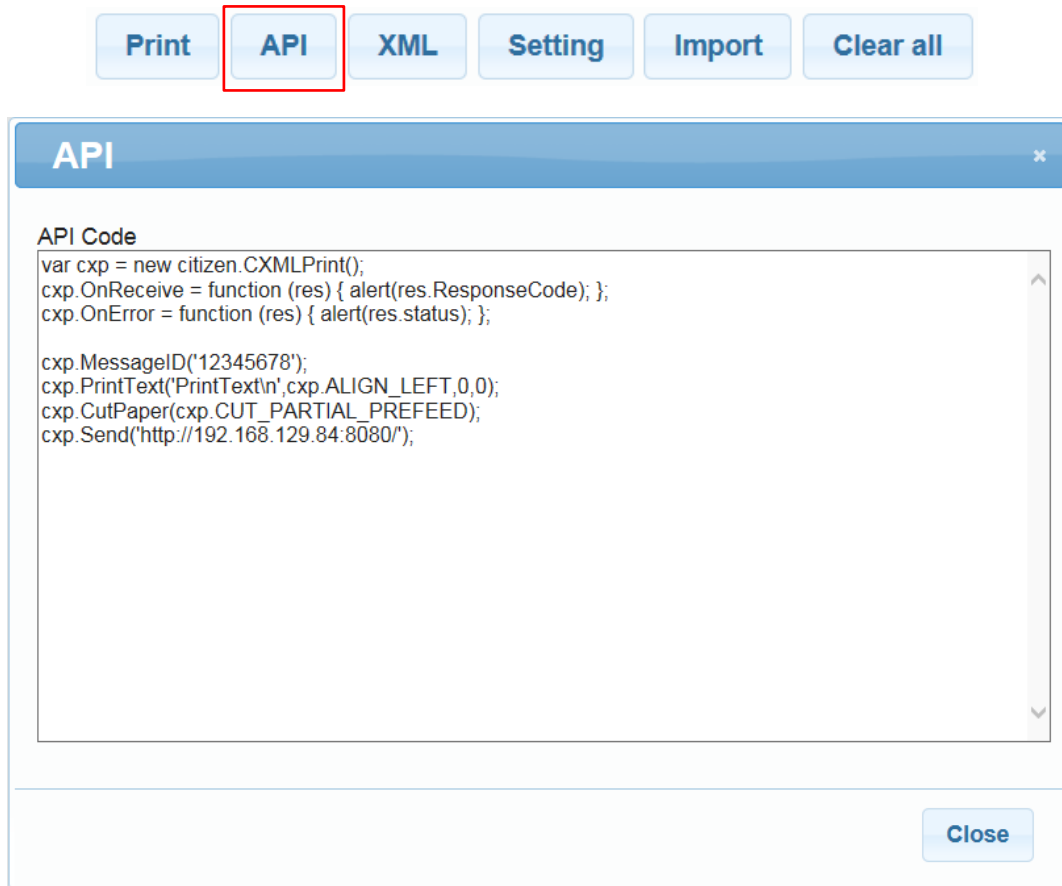 Print API XML Setting Import Clear all
API
API Code
var cxp = new citizen.CXMLPrint();
cxp.OnReceive = function (res) { alert(res.ResponseCode); };
cxp.OnError = function (res) { alert(res.status); };
cxp.MessageID('12345678');
cxp.PrintText('PrintText\n',cxp.ALIGN_LEFT,0,0);
cxp.CutPaper(cxp.CUT_PARTIAL_PREFEED);
cxp.Send('http://192.168.129.84:8080/');
Close